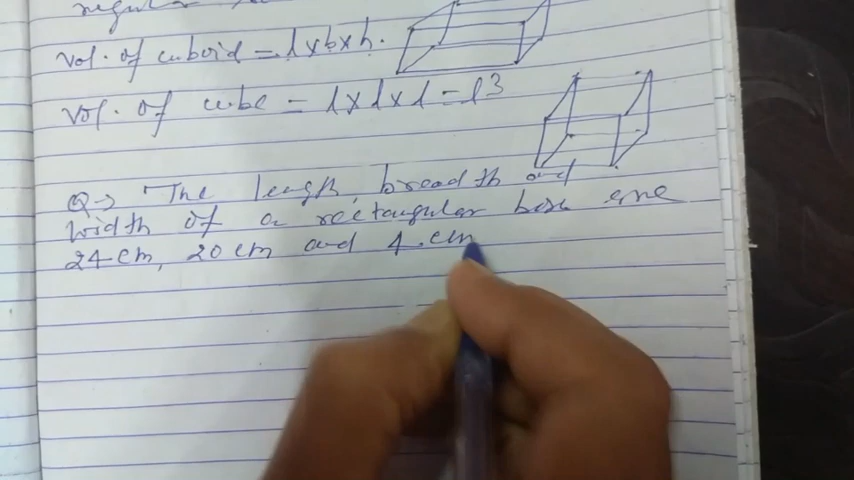 regular
vol. of cuboid = l x b x h.
vol. of cube = l x l x l = l3
Q → The length, breadth and
width of a rectangular box are
24 cm, 20 cm and 4 cm